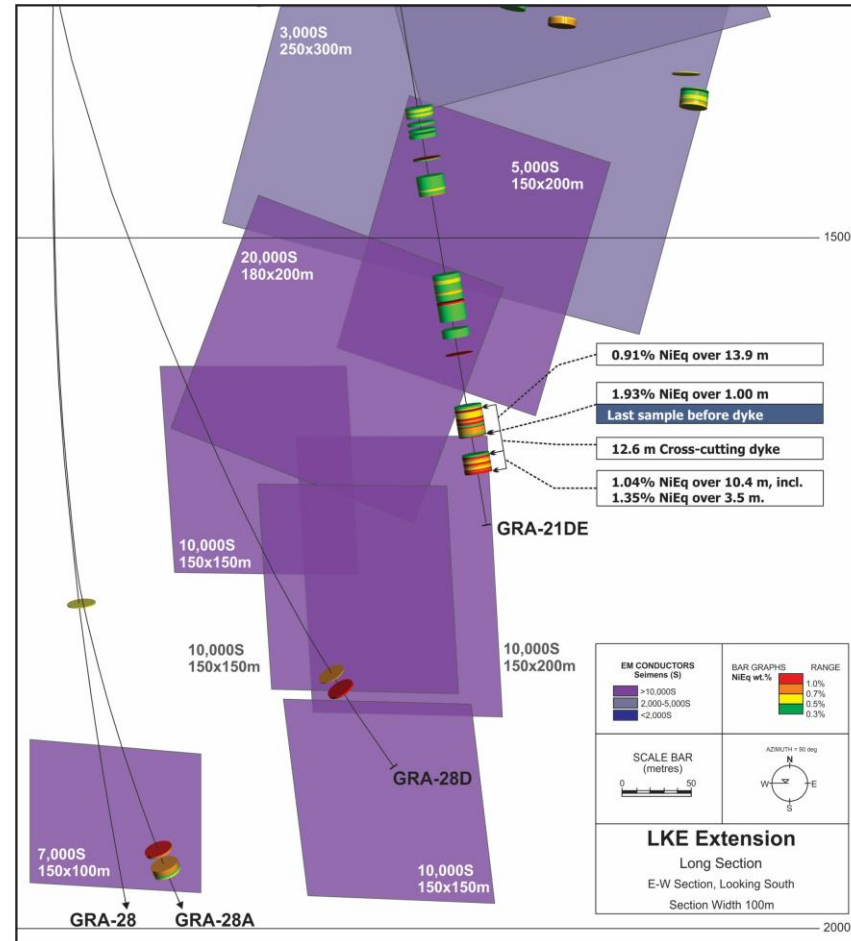 3,000S
250x300m
5,000S
150x200m
1500
20,000S
180x200m
0.91% NiEq over 13.9 m
1.93% NiEq over 1.00 m
Last sample before dyke
12.6 m Cross-cutting dyke
1.04% NiEq over 10.4 m, incl.
1.35% NiEq over 3.5 m.
GRA-21DE
10,000S
150x150m
10,000S
150x150m
10,000S
150x200m
GRA-28D
7,000S
150x100m
10,000S
150x150m
GRA-28
GRA-28A
EM CONDUCTORS
Seimens (S)
>10,000S
2,000-5,000S
<2,000S
BAR GRAPHS
RANGE
NiEq wt.%
1.0%
0.7%
0.5%
0.3%
SCALE BAR
(metres)
0
50
AZIMUTH = 90 deg
N
W
E
S
LKE Extension
Long Section
E-W Section, Looking South
Section Width 100m
2000